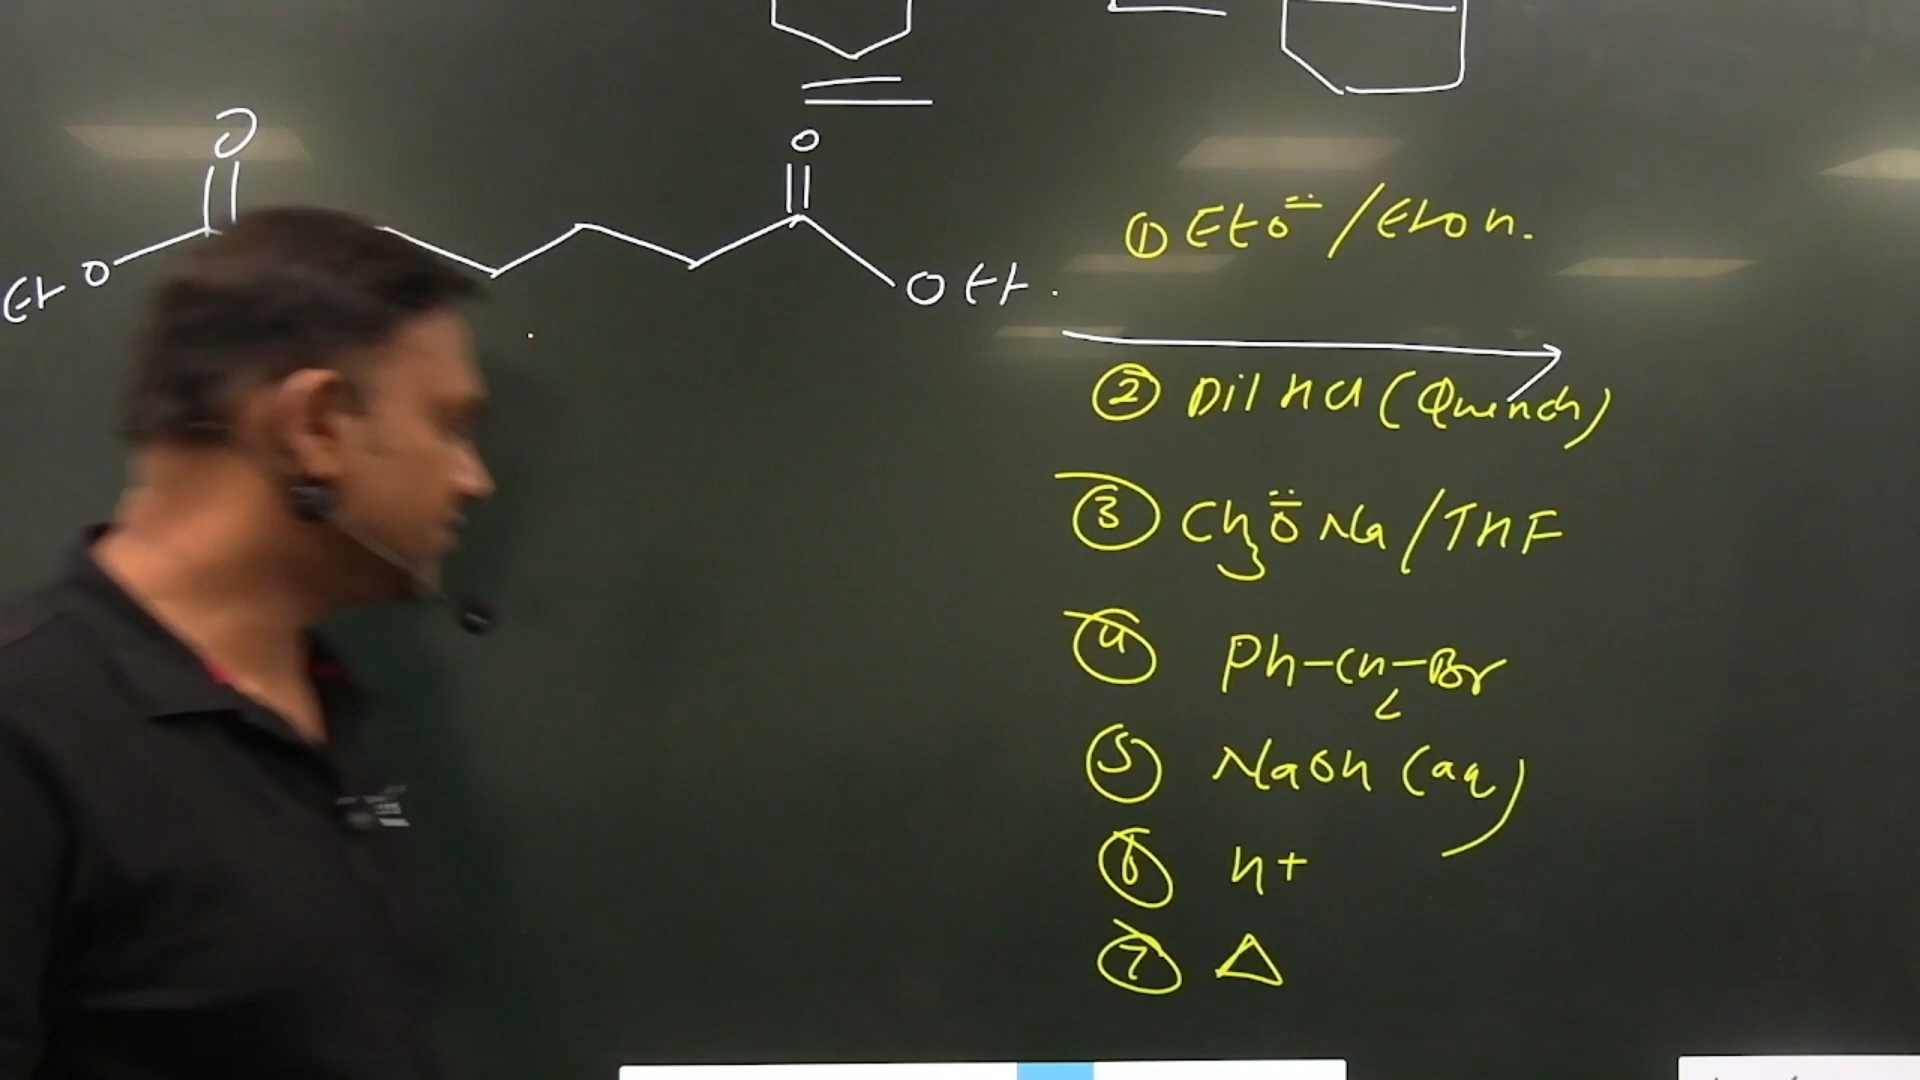 O
O
EtO
OEt.
① EtO⁻ / EtOH.
② Dil HCl (Quench)
③ CH₃O⁻Na / THF
④ Ph-CH₂-Br
⑤ NaOH (aq)
⑥ H+
⑦ Δ